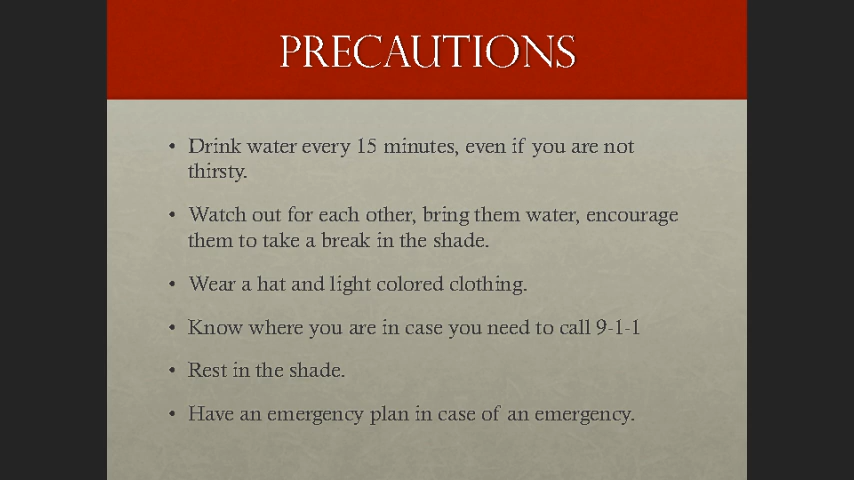 PRECAUTIONS
• Drink water every 15 minutes, even if you are not
thirsty.
• Watch out for each other, bring them water, encourage
them to take a break in the shade.
• Wear a hat and light colored clothing.
• Know where you are in case you need to call 9-1-1
• Rest in the shade.
• Have an emergency plan in case of an emergency.